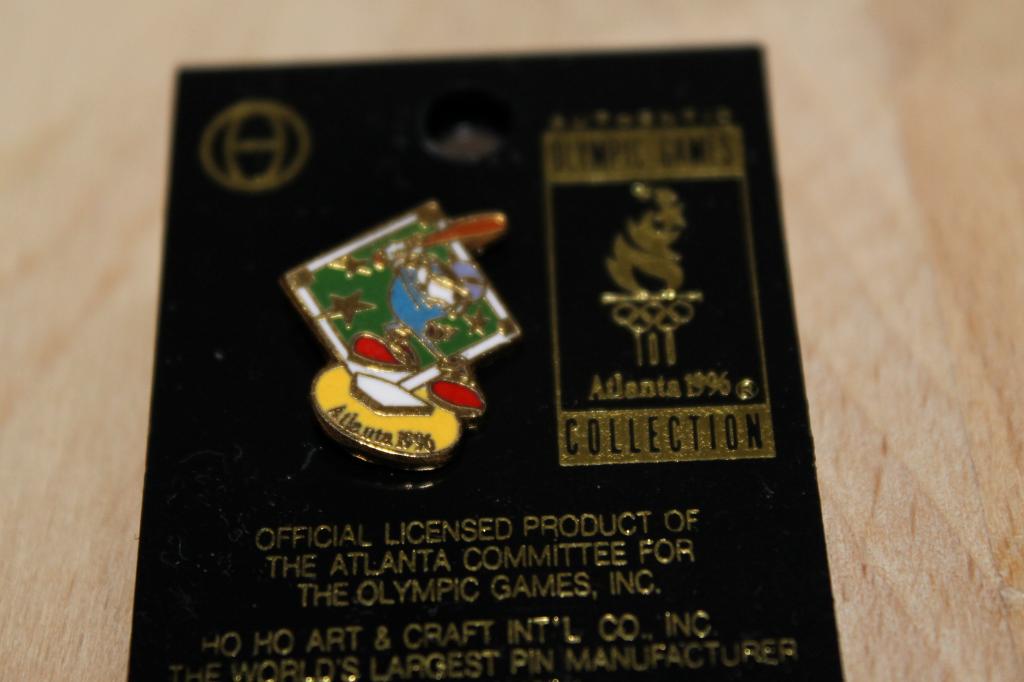 AUTHENTIC
OLYMPIC GAMES
Atlanta 1996 ®
COLLECTION
Atlanta 1996
OFFICIAL LICENSED PRODUCT OF
THE ATLANTA COMMITTEE FOR
THE OLYMPIC GAMES, INC.
HO HO ART & CRAFT INT'L CO., INC.
THE WORLD'S LARGEST PIN MANUFACTURER